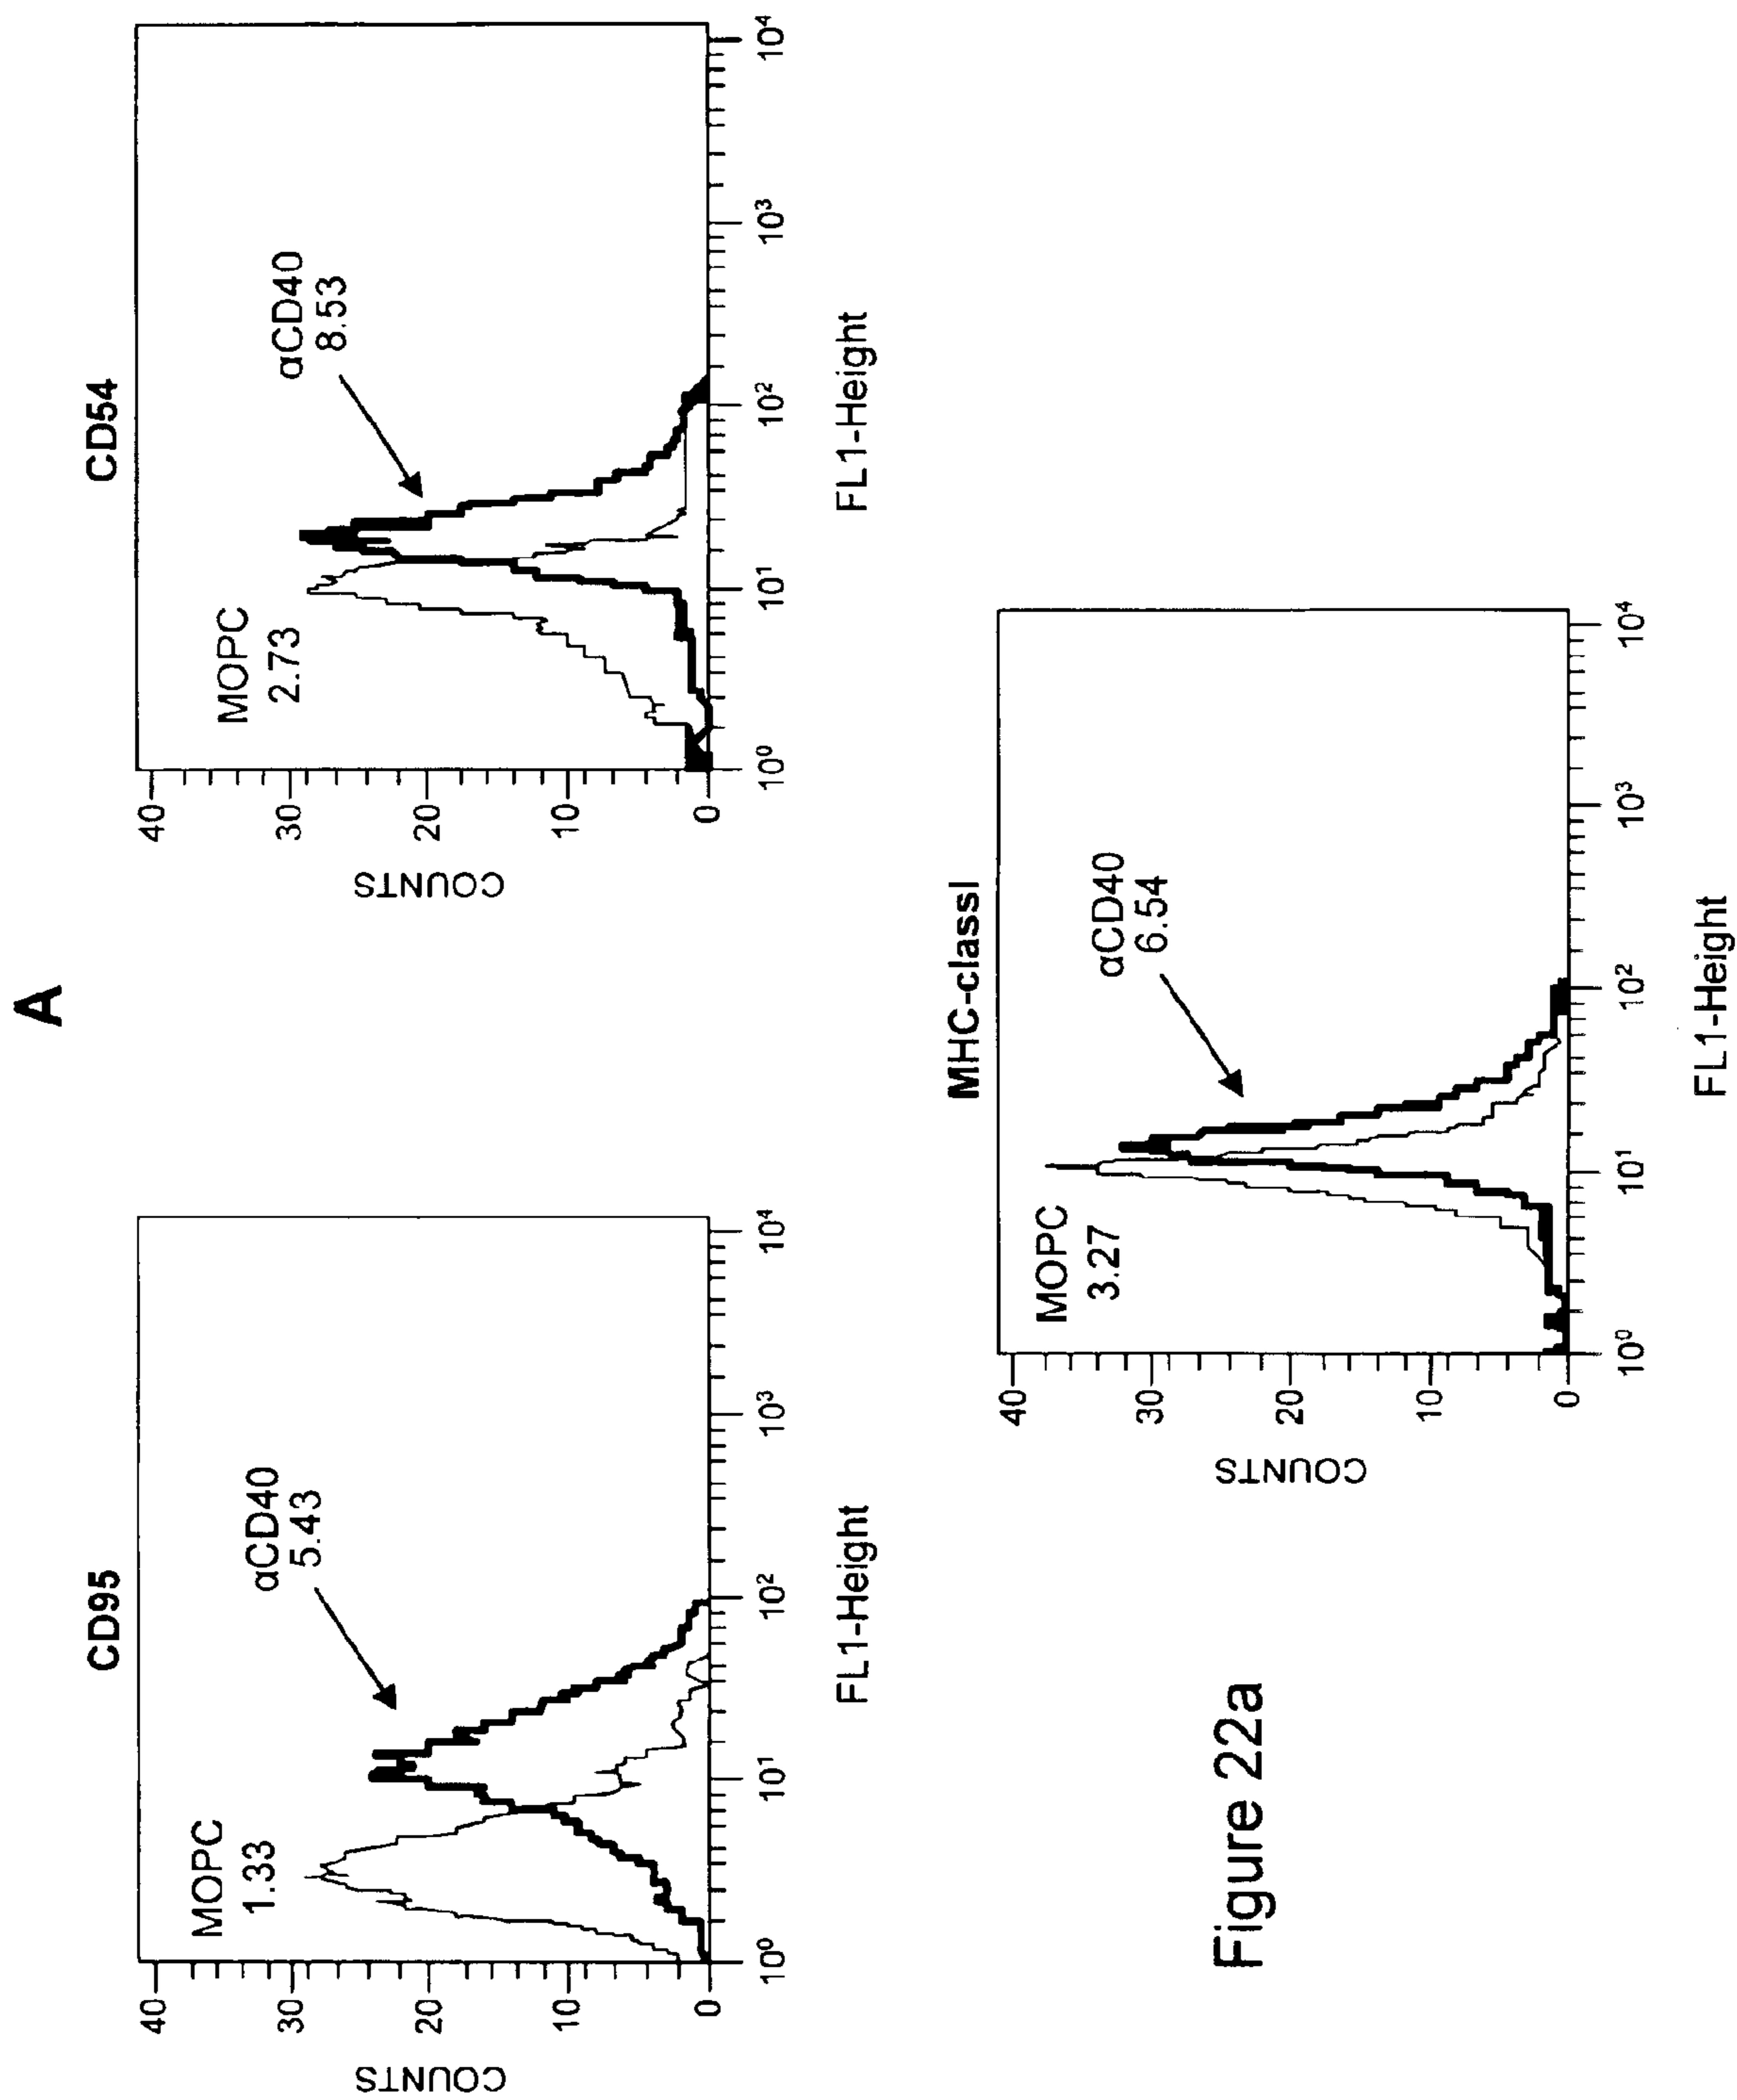 A
CD95
COUNTS
40
30
20
10
0
MOPC
1.33
αCD40
5.43
10⁰
10¹
10²
10³
10⁴
FL1-Height
CD54
COUNTS
40
30
20
10
0
MOPC
2.73
αCD40
8.53
10⁰
10¹
10²
10³
10⁴
FL1-Height
MHC-classI
COUNTS
40
30
20
10
0
MOPC
3.27
αCD40
6.54
10⁰
10¹
10²
10³
10⁴
FL1-Height
Figure 22a